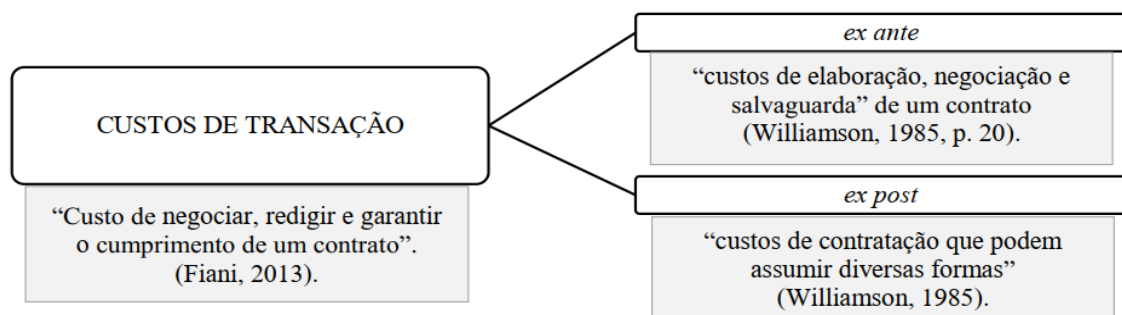 CUSTOS DE TRANSAÇÃO
“Custo de negociar, redigir e garantir
o cumprimento de um contrato”.
(Fiani, 2013).
ex ante
“custos de elaboração, negociação e
salvaguarda” de um contrato
(Williamson, 1985, p. 20).
ex post
“custos de contratação que podem
assumir diversas formas”
(Williamson, 1985).